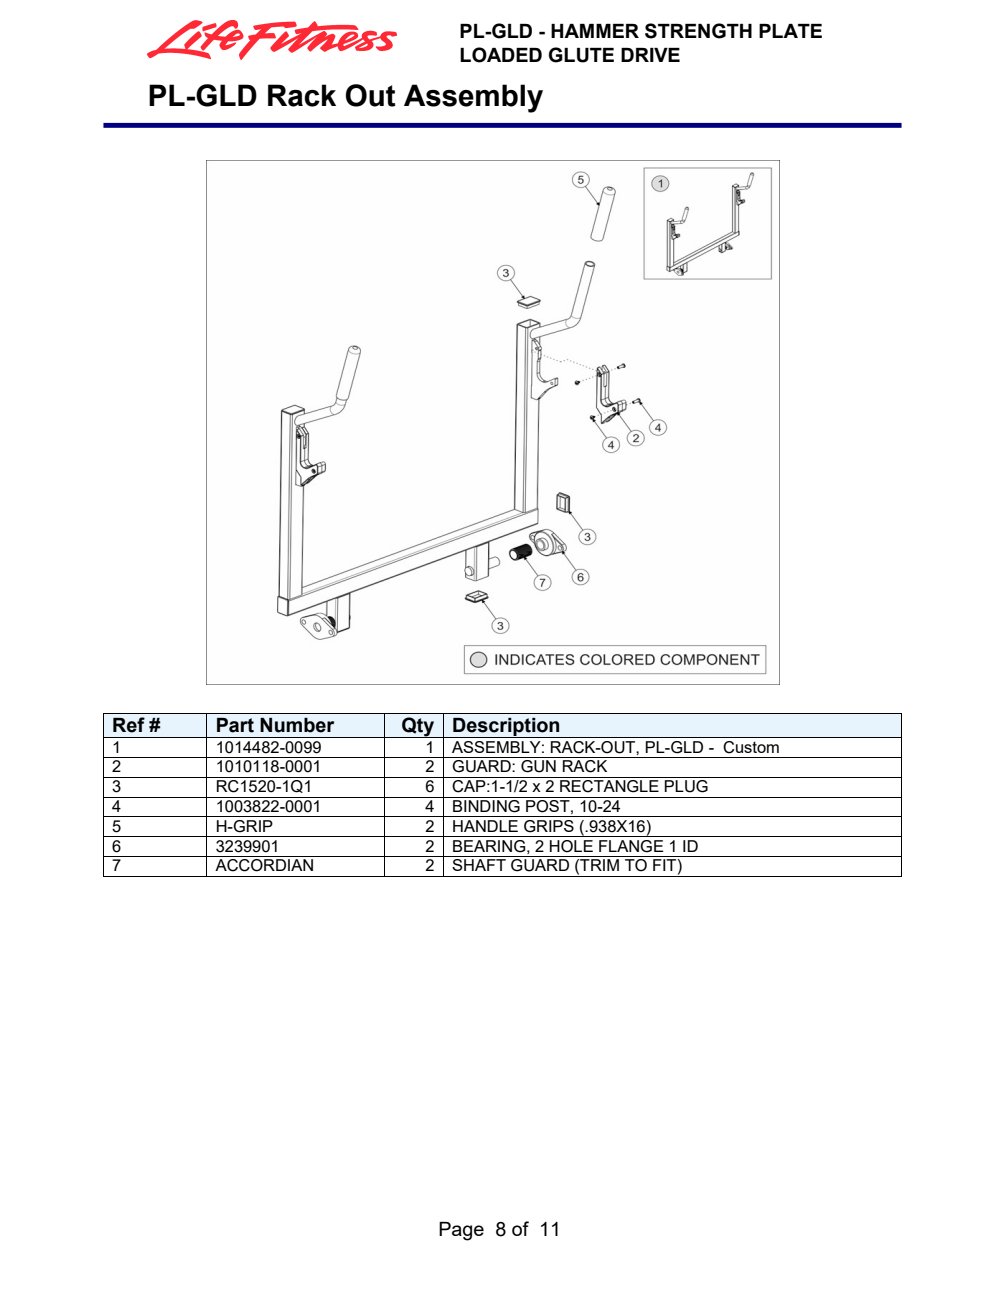 Life Fitness
PL-GLD - HAMMER STRENGTH PLATE
LOADED GLUTE DRIVE
PL-GLD Rack Out Assembly
5
1
3
4
2
4
3
6
7
3
INDICATES COLORED COMPONENT
Ref # Part Number Qty Description
1 1014482-0099 1 ASSEMBLY: RACK-OUT, PL-GLD - Custom
2 1010118-0001 2 GUARD: GUN RACK
3 RC1520-1Q1 6 CAP:1-1/2 x 2 RECTANGLE PLUG
4 1003822-0001 4 BINDING POST, 10-24
5 H-GRIP 2 HANDLE GRIPS (.938X16)
6 3239901 2 BEARING, 2 HOLE FLANGE 1 ID
7 ACCORDIAN 2 SHAFT GUARD (TRIM TO FIT)
Page 8 of 11